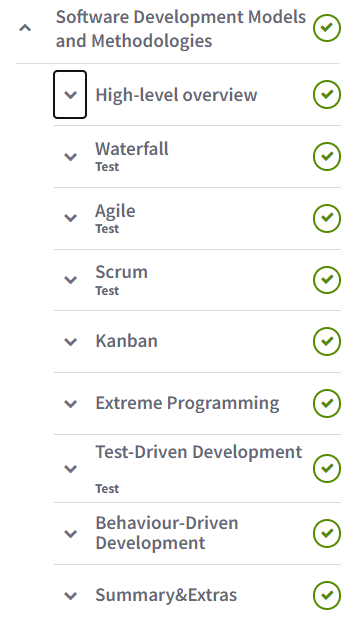 Software Development Models
and Methodologies
High-level overview
Waterfall
Test
Agile
Test
Scrum
Test
Kanban
Extreme Programming
Test-Driven Development
Test
Behaviour-Driven
Development
Summary&Extras